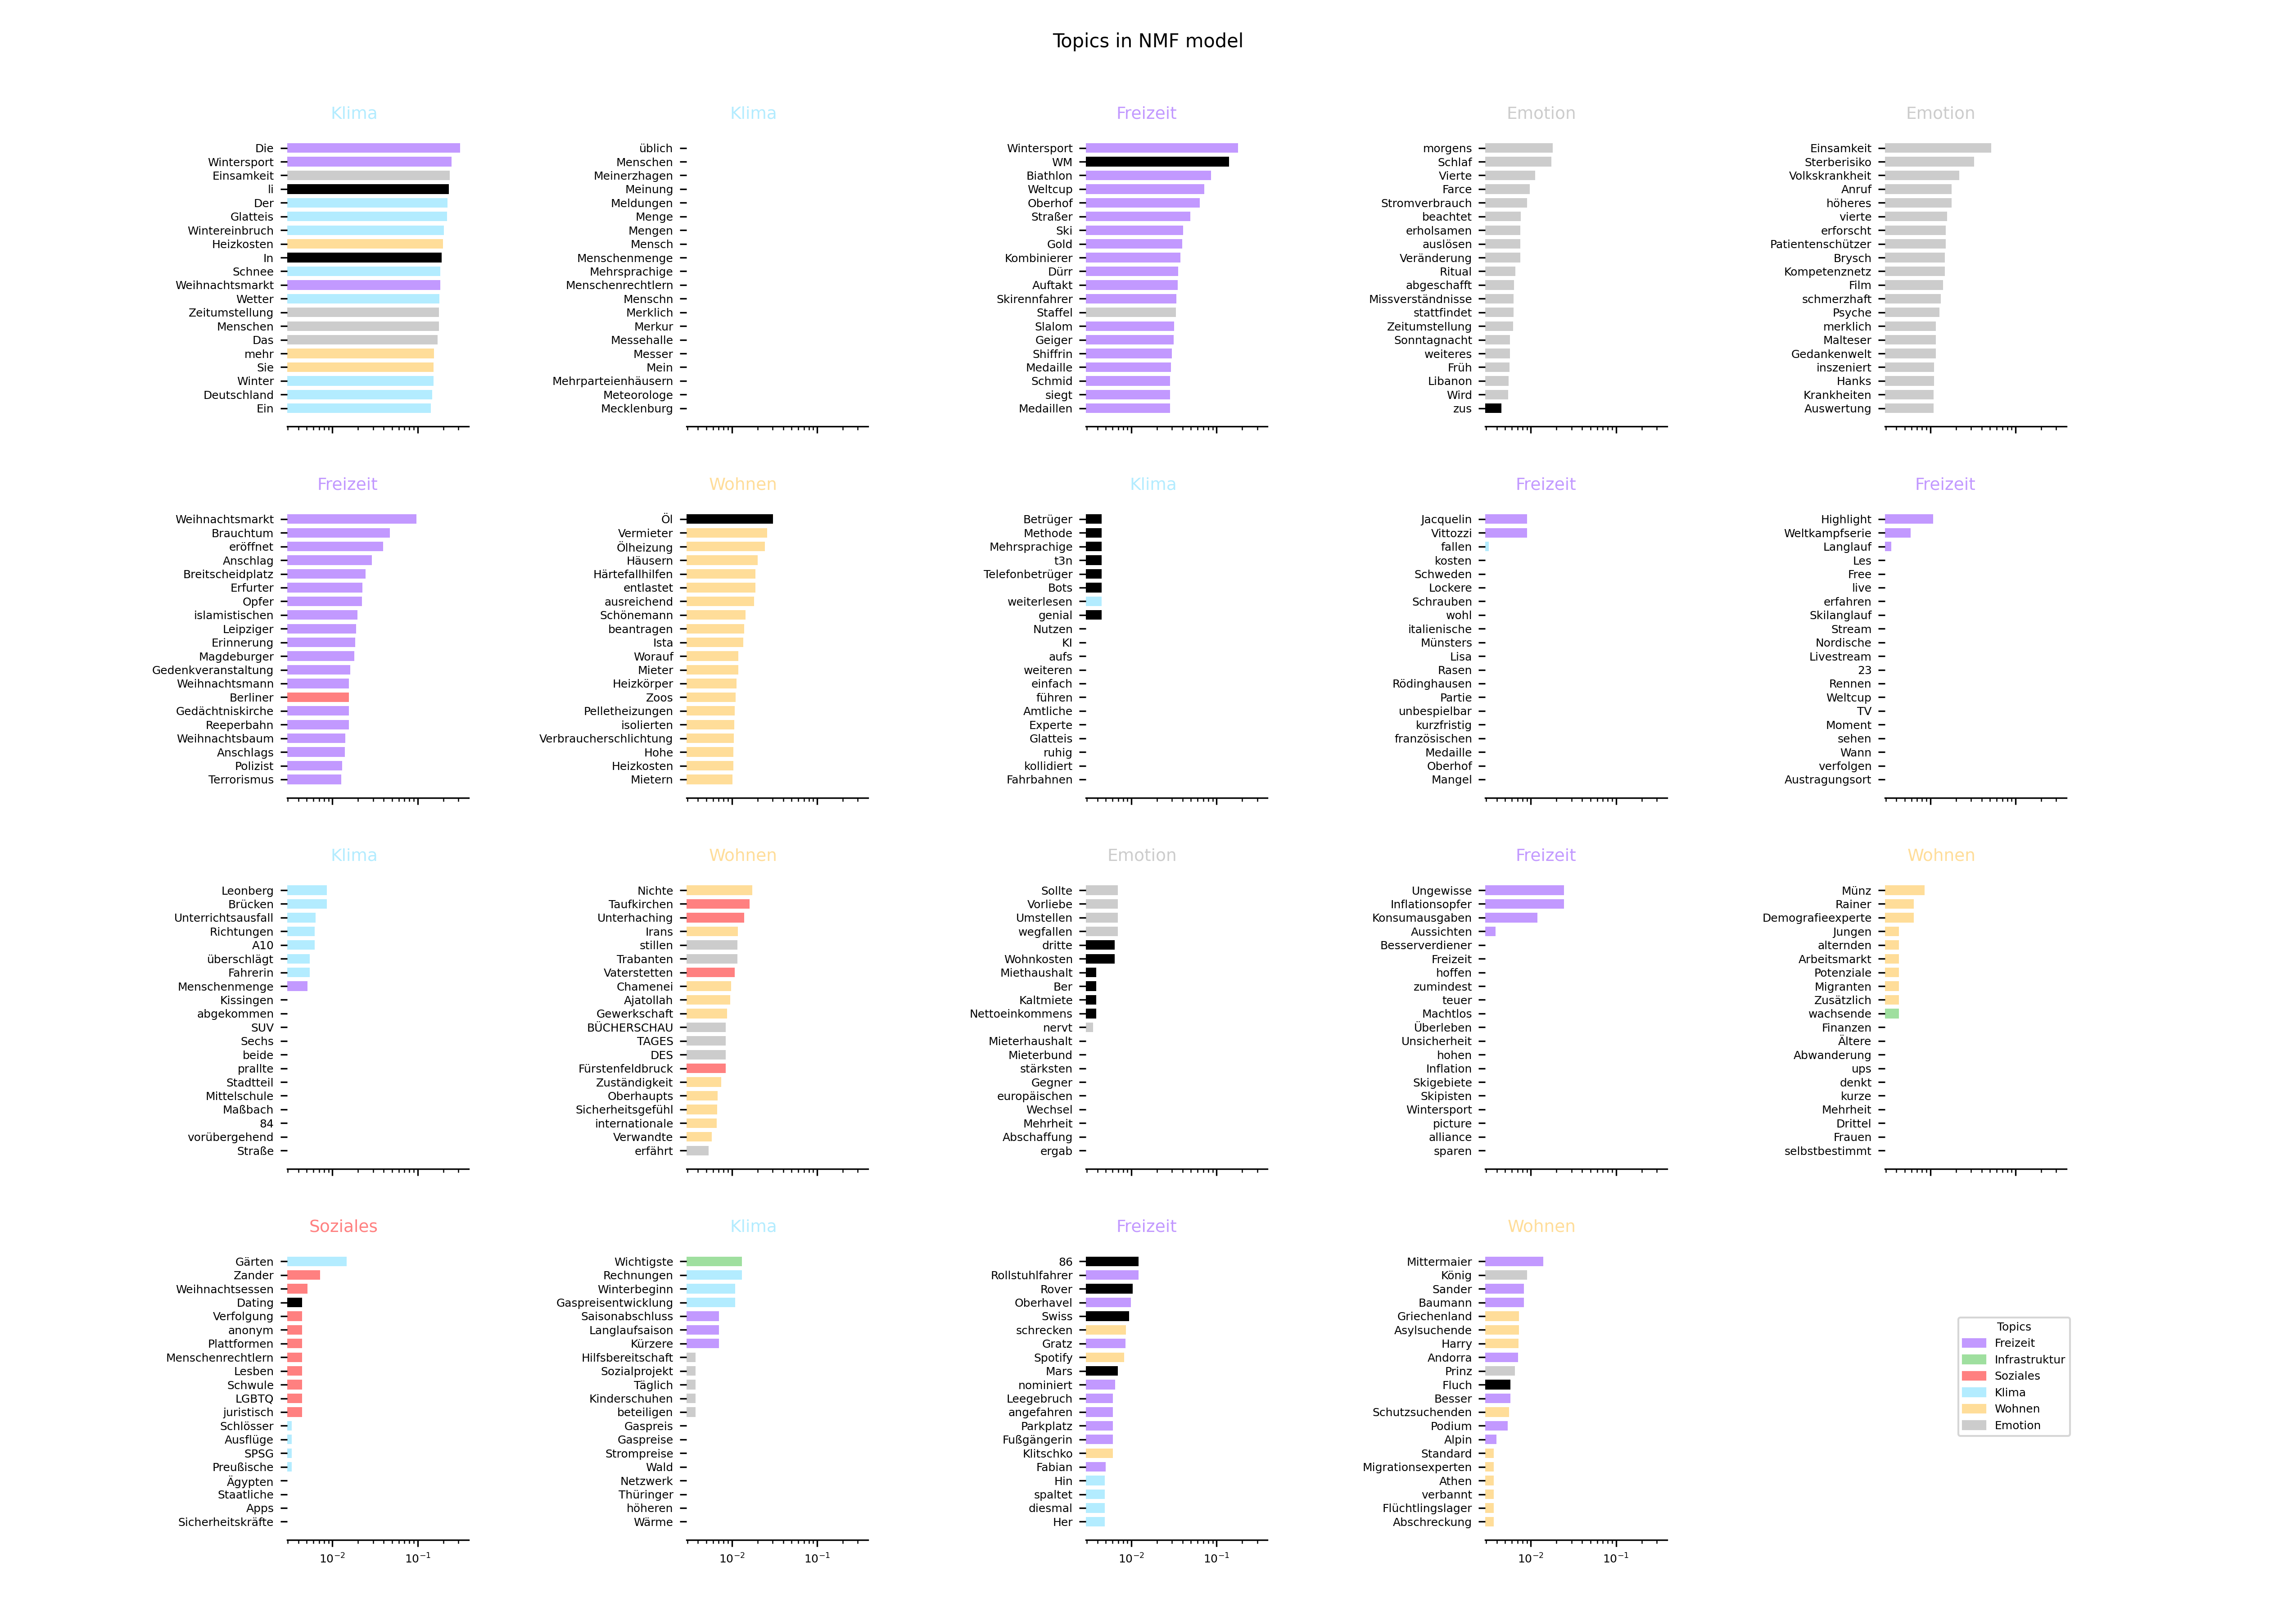 Topics in NMF model
Klima
Die
Wintersport
Einsamkeit
li
Der
Glatteis
Wintereinbruch
Heizkosten
In
Schnee
Weihnachtsmarkt
Wetter
Zeitumstellung
Menschen
Das
mehr
Sie
Winter
Deutschland
Ein
Klima
üblich
Menschen
Meinerzhagen
Meinung
Meldungen
Menge
Mengen
Mensch
Menschenmenge
Mehrsprachige
Menschenrechtlern
Menschn
Merklich
Merkur
Messehalle
Messer
Mein
Mehrparteienhäusern
Meteorologe
Mecklenburg
Freizeit
Wintersport
WM
Biathlon
Weltcup
Oberhof
Straßer
Ski
Gold
Kombinierer
Dürr
Auftakt
Skirennfahrer
Staffel
Slalom
Geiger
Shiffrin
Medaille
Schmid
siegt
Medaillen
Emotion
morgens
Schlaf
Vierte
Farce
Stromverbrauch
beachtet
erholsamen
auslösen
Veränderung
Ritual
abgeschafft
Missverständnisse
stattfindet
Zeitumstellung
Sonntagnacht
weiteres
Früh
Libanon
Wird
zus
Emotion
Einsamkeit
Sterberisiko
Volkskrankheit
Anruf
höheres
vierte
erforscht
Patientenschützer
Brysch
Kompetenznetz
Film
schmerzhaft
Psyche
merklich
Malteser
Gedankenwelt
inszeniert
Hanks
Krankheiten
Auswertung
Freizeit
Weihnachtsmarkt
Brauchtum
eröffnet
Anschlag
Breitscheidplatz
Erfurter
Opfer
islamistischen
Leipziger
Erinnerung
Magdeburger
Gedenkveranstaltung
Weihnachtsmann
Berliner
Gedächtniskirche
Reeperbahn
Weihnachtsbaum
Anschlags
Polizist
Terrorismus
Wohnen
Öl
Vermieter
Ölheizung
Häusern
Härtefallhilfen
entlastet
ausreichend
Schönemann
beantragen
Ista
Worauf
Mieter
Heizkörper
Zoos
Pelletheizungen
isolierten
Verbraucherschlichtung
Hohe
Heizkosten
Mietern
Klima
Betrüger
Methode
Mehrsprachige
t3n
Telefonbetrüger
Bots
weiterlesen
genial
Nutzen
KI
aufs
weiteren
einfach
führen
Amtliche
Experte
Glatteis
ruhig
kollidiert
Fahrbahnen
Freizeit
Jacquelin
Vittozzi
fallen
kosten
Schweden
Lockere
Schrauben
wohl
italienische
Münsters
Lisa
Rasen
Rödinghausen
Partie
unbespielbar
kurzfristig
französischen
Medaille
Oberhof
Mangel
Freizeit
Highlight
Weltkampfserie
Langlauf
Les
Free
live
erfahren
Skilanglauf
Stream
Nordische
Livestream
23
Rennen
Weltcup
TV
Moment
sehen
Wann
verfolgen
Austragungsort
Klima
Leonberg
Brücken
Unterrichtsausfall
Richtungen
A10
überschlägt
Fahrerin
Menschenmenge
Kissingen
abgekommen
SUV
Sechs
beide
prallte
Stadtteil
Mittelschule
Maßbach
84
vorübergehend
Straße
Wohnen
Nichte
Taufkirchen
Unterhaching
Irans
stillen
Trabanten
Vaterstetten
Chamenei
Ajatollah
Gewerkschaft
BÜCHERSCHAU
TAGES
DES
Fürstenfeldbruck
Zuständigkeit
Oberhaupts
Sicherheitsgefühl
internationale
Verwandte
erfährt
Emotion
Sollte
Vorliebe
Umstellen
wegfallen
dritte
Wohnkosten
Miethaushalt
Ber
Kaltmiete
Nettoeinkommens
nervt
Mieterhaushalt
Mieterbund
stärksten
Gegner
europäischen
Wechsel
Mehrheit
Abschaffung
ergab
Freizeit
Ungewisse
Inflationsopfer
Konsumausgaben
Aussichten
Besserverdiener
Freizeit
hoffen
zumindest
teuer
Machtlos
Überleben
Unsicherheit
hohen
Inflation
Skigebiete
Skipisten
Wintersport
picture
alliance
sparen
Wohnen
Münz
Rainer
Demografieexperte
Jungen
alternden
Arbeitsmarkt
Potenziale
Migranten
Zusätzlich
wachsende
Finanzen
Ältere
Abwanderung
ups
denkt
kurze
Mehrheit
Drittel
Frauen
selbstbestimmt
Soziales
Gärten
Zander
Weihnachtsessen
Dating
Verfolgung
anonym
Plattformen
Menschenrechtlern
Lesben
Schwule
LGBTQ
juristisch
Schlösser
Ausflüge
SPSG
Preußische
Ägypten
Staatliche
Apps
Sicherheitskräfte
10⁻² 10⁻¹
Klima
Wichtigste
Rechnungen
Winterbeginn
Gaspreisentwicklung
Saisonabschluss
Langlaufsaison
Kürzere
Hilfsbereitschaft
Sozialprojekt
Täglich
Kinderschuhen
beteiligen
Gaspreis
Gaspreise
Strompreise
Wald
Netzwerk
Thüringer
höheren
Wärme
10⁻² 10⁻¹
Freizeit
86
Rollstuhlfahrer
Rover
Oberhavel
Swiss
schrecken
Gratz
Spotify
Mars
nominiert
Leegebruch
angefahren
Parkplatz
Fußgängerin
Klitschko
Fabian
Hin
spaltet
diesmal
Her
10⁻² 10⁻¹
Wohnen
Mittermaier
König
Sander
Baumann
Griechenland
Asylsuchende
Harry
Andorra
Prinz
Fluch
Besser
Schutzsuchenden
Podium
Alpin
Standard
Migrationsexperten
Athen
verbannt
Flüchtlingslager
Abschreckung
10⁻² 10⁻¹
Topics
Freizeit
Infrastruktur
Soziales
Klima
Wohnen
Emotion